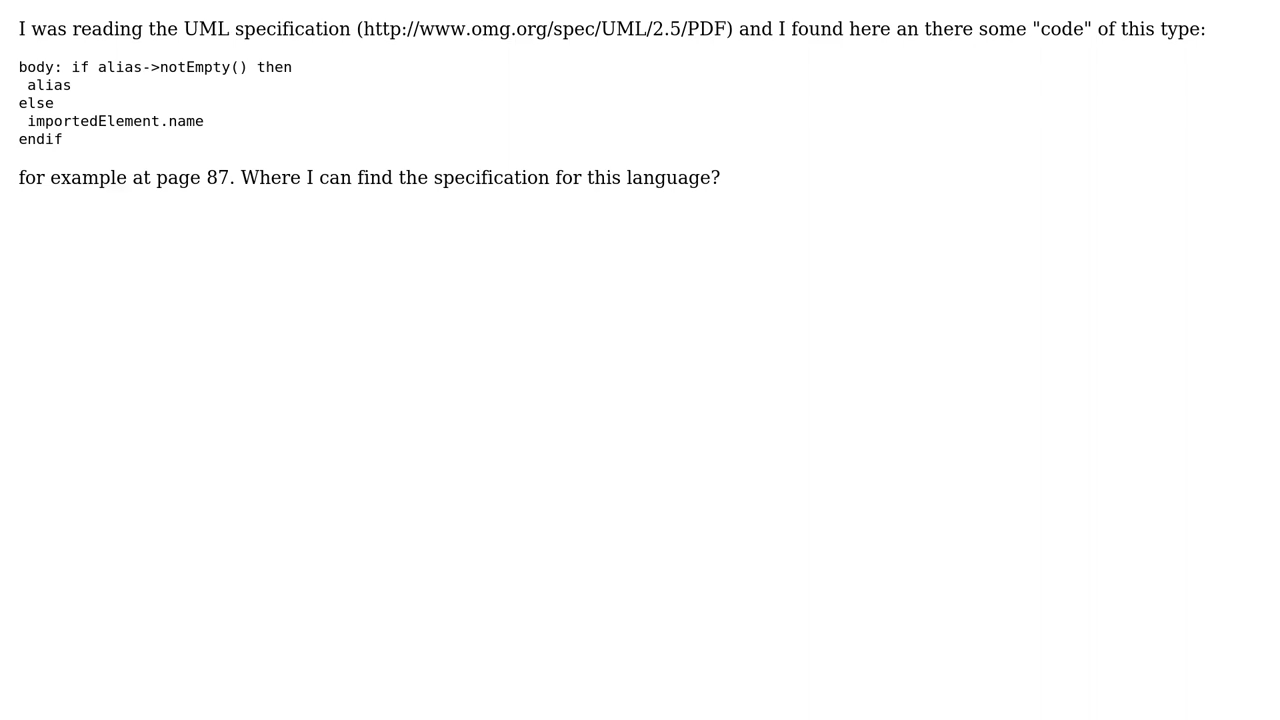 I was reading the UML specification (http://www.omg.org/spec/UML/2.5/PDF) and I found here an there some "code" of this type:
body: if alias->notEmpty() then
 alias
else
 importedElement.name
endif
for example at page 87. Where I can find the specification for this language?